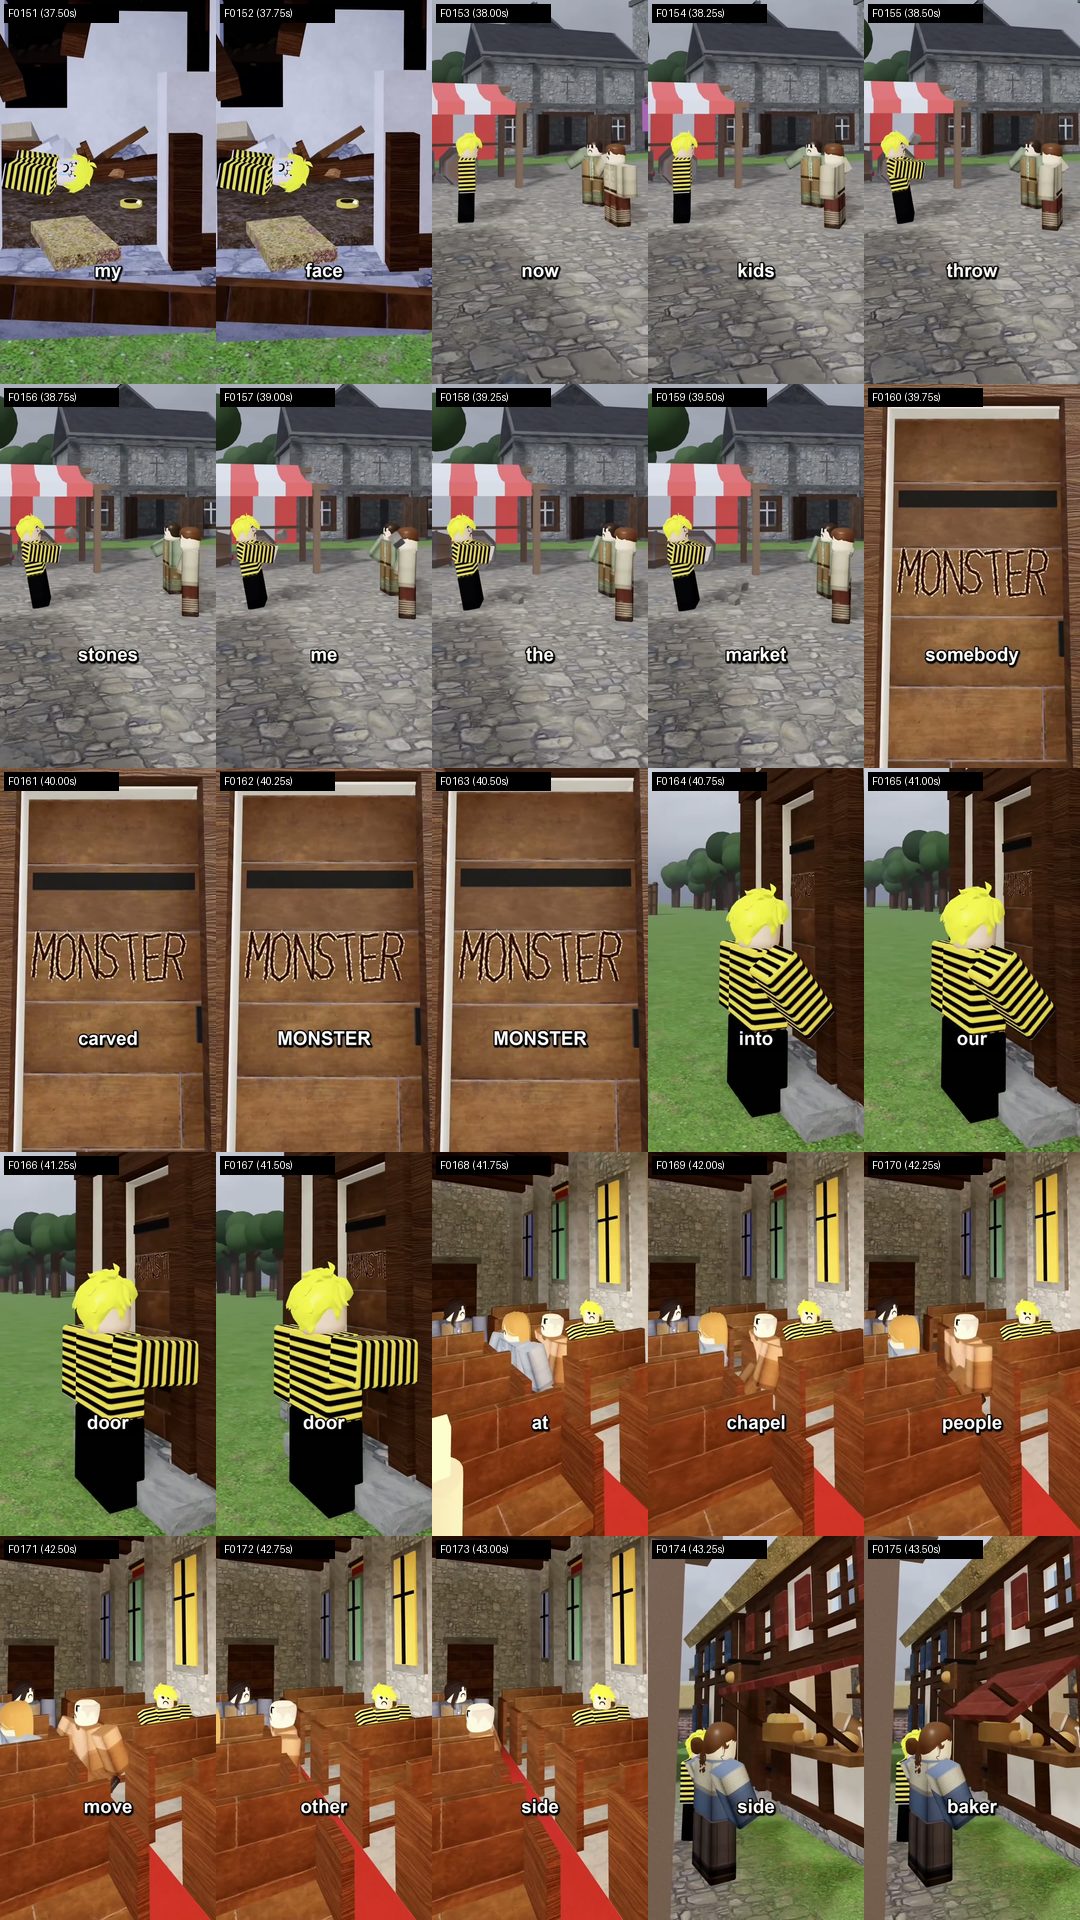 F0151 (37.50s)
F0152 (37.75s)
F0153 (38.00s)
F0154 (38.25s)
F0155 (38.50s)
my
face
now
kids
throw
F0156 (38.75s)
F0157 (39.00s)
F0158 (39.25s)
F0159 (39.50s)
F0160 (39.75s)
MONSTER
stones
me
the
market
somebody
F0161 (40.00s)
F0162 (40.25s)
F0163 (40.50s)
F0164 (40.75s)
F0165 (41.00s)
MONSTER
MONSTER
MONSTER
carved
MONSTER
MONSTER
into
our
F0166 (41.25s)
F0167 (41.50s)
F0168 (41.75s)
F0169 (42.00s)
F0170 (42.25s)
door
door
at
chapel
people
F0171 (42.50s)
F0172 (42.75s)
F0173 (43.00s)
F0174 (43.25s)
F0175 (43.50s)
move
other
side
side
baker